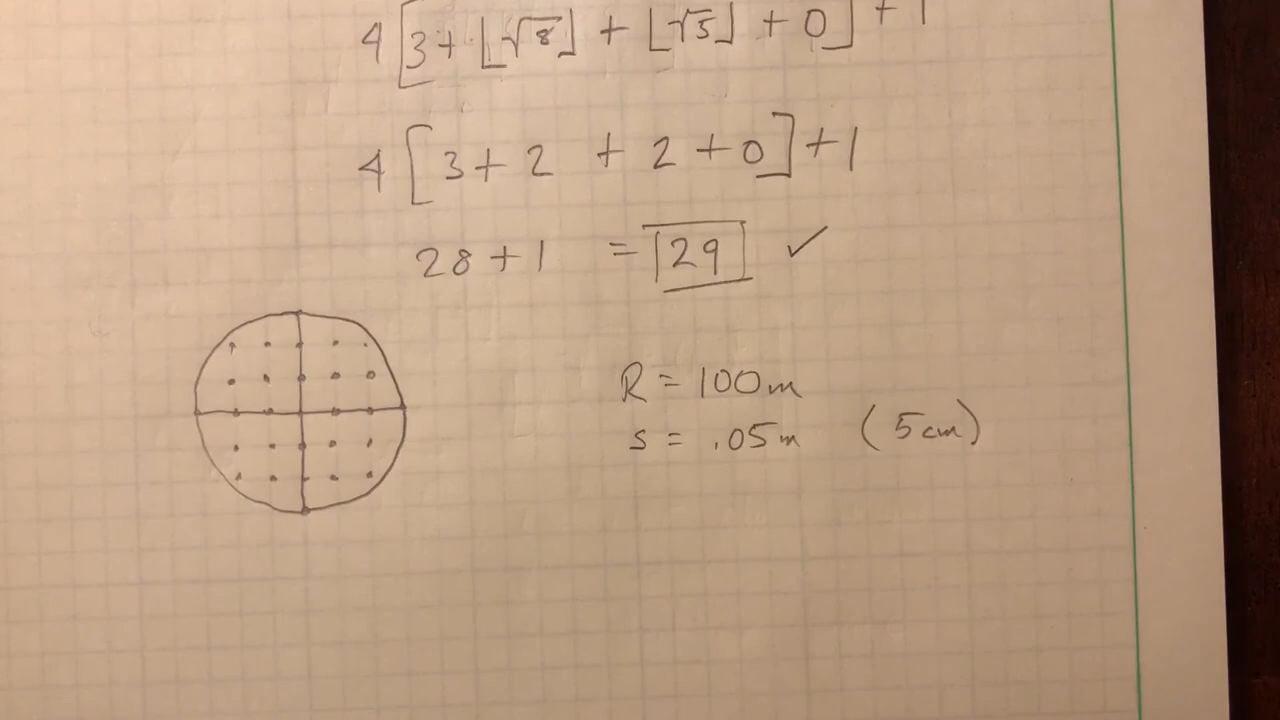 4[3+⌊√8⌋ + ⌊√5⌋ + 0] + 1
4[3+2 + 2+0]+1
28+1 = 29 ✓
R = 100m
s = .05m (5cm)